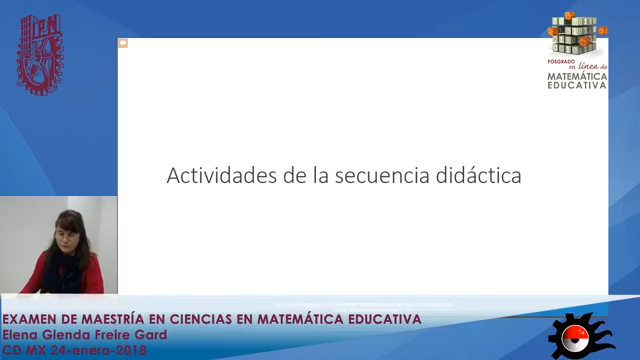 IPN
POSGRADO
en línea de
MATEMÁTICA
EDUCATIVA
Actividades de la secuencia didáctica
EXAMEN DE MAESTRÍA EN CIENCIAS EN MATEMÁTICA EDUCATIVA
Elena Glenda Freire Gard
CD MX 24-enero-2018